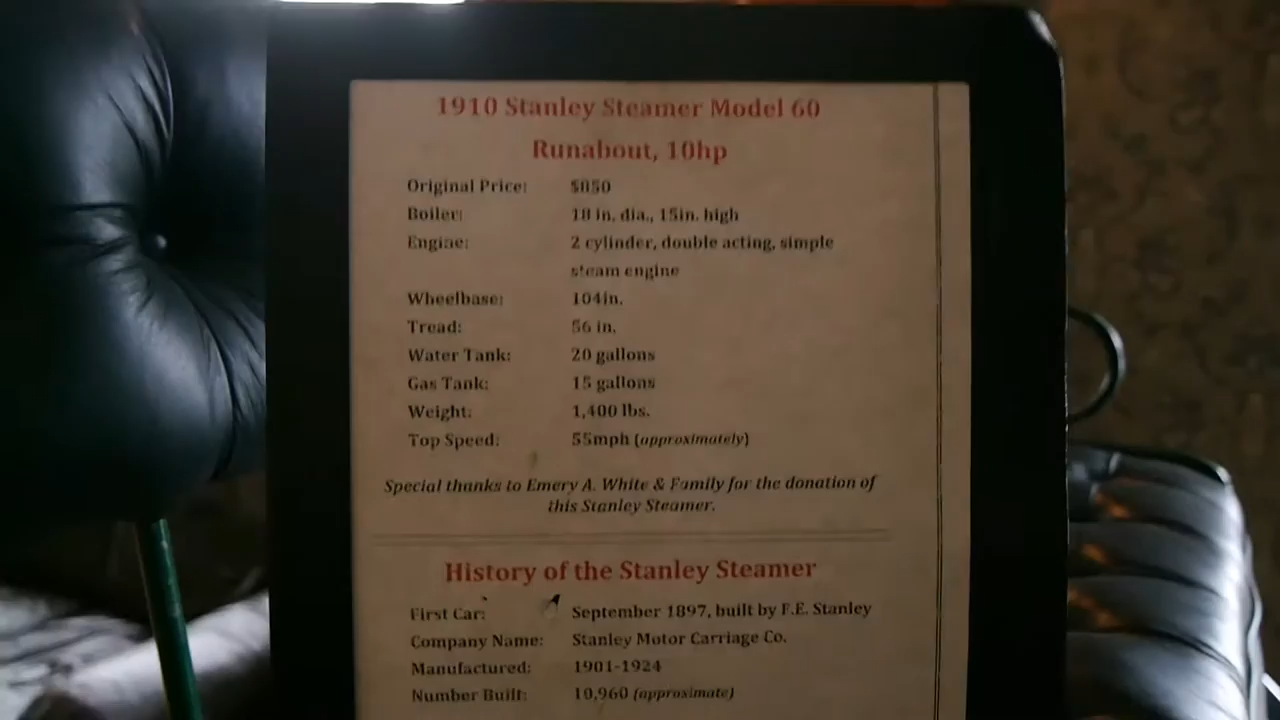 1910 Stanley Steamer Model 60
Runabout, 10hp
Original Price: $850
Boiler: 18 in. dia., 15in. high
Engine: 2 cylinder, double acting, simple
steam engine
Wheelbase: 104in.
Tread: 56 in.
Water Tank: 20 gallons
Gas Tank: 15 gallons
Weight: 1,400 lbs.
Top Speed: 55mph (approximately)
Special thanks to Emery A. White & Family for the donation of
this Stanley Steamer.
History of the Stanley Steamer
First Car: September 1897, built by F.E. Stanley
Company Name: Stanley Motor Carriage Co.
Manufactured: 1901-1924
Number Built: 10,960 (approximate)